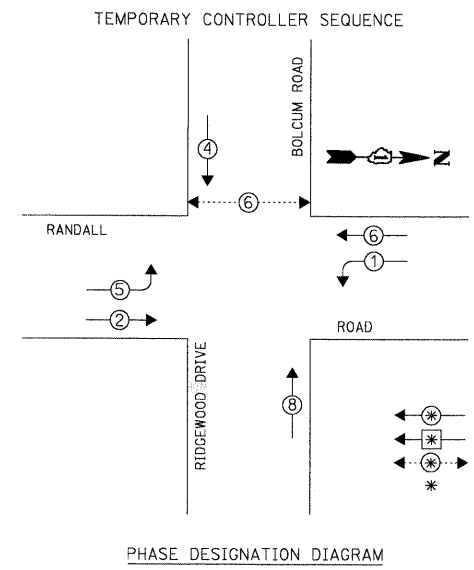 TEMPORARY CONTROLLER SEQUENCE
BOLCUM ROAD
4
1
N
6
RANDALL
6
1
5
2
ROAD
RIDGEWOOD DRIVE
8
*
*
*
*
PHASE DESIGNATION DIAGRAM